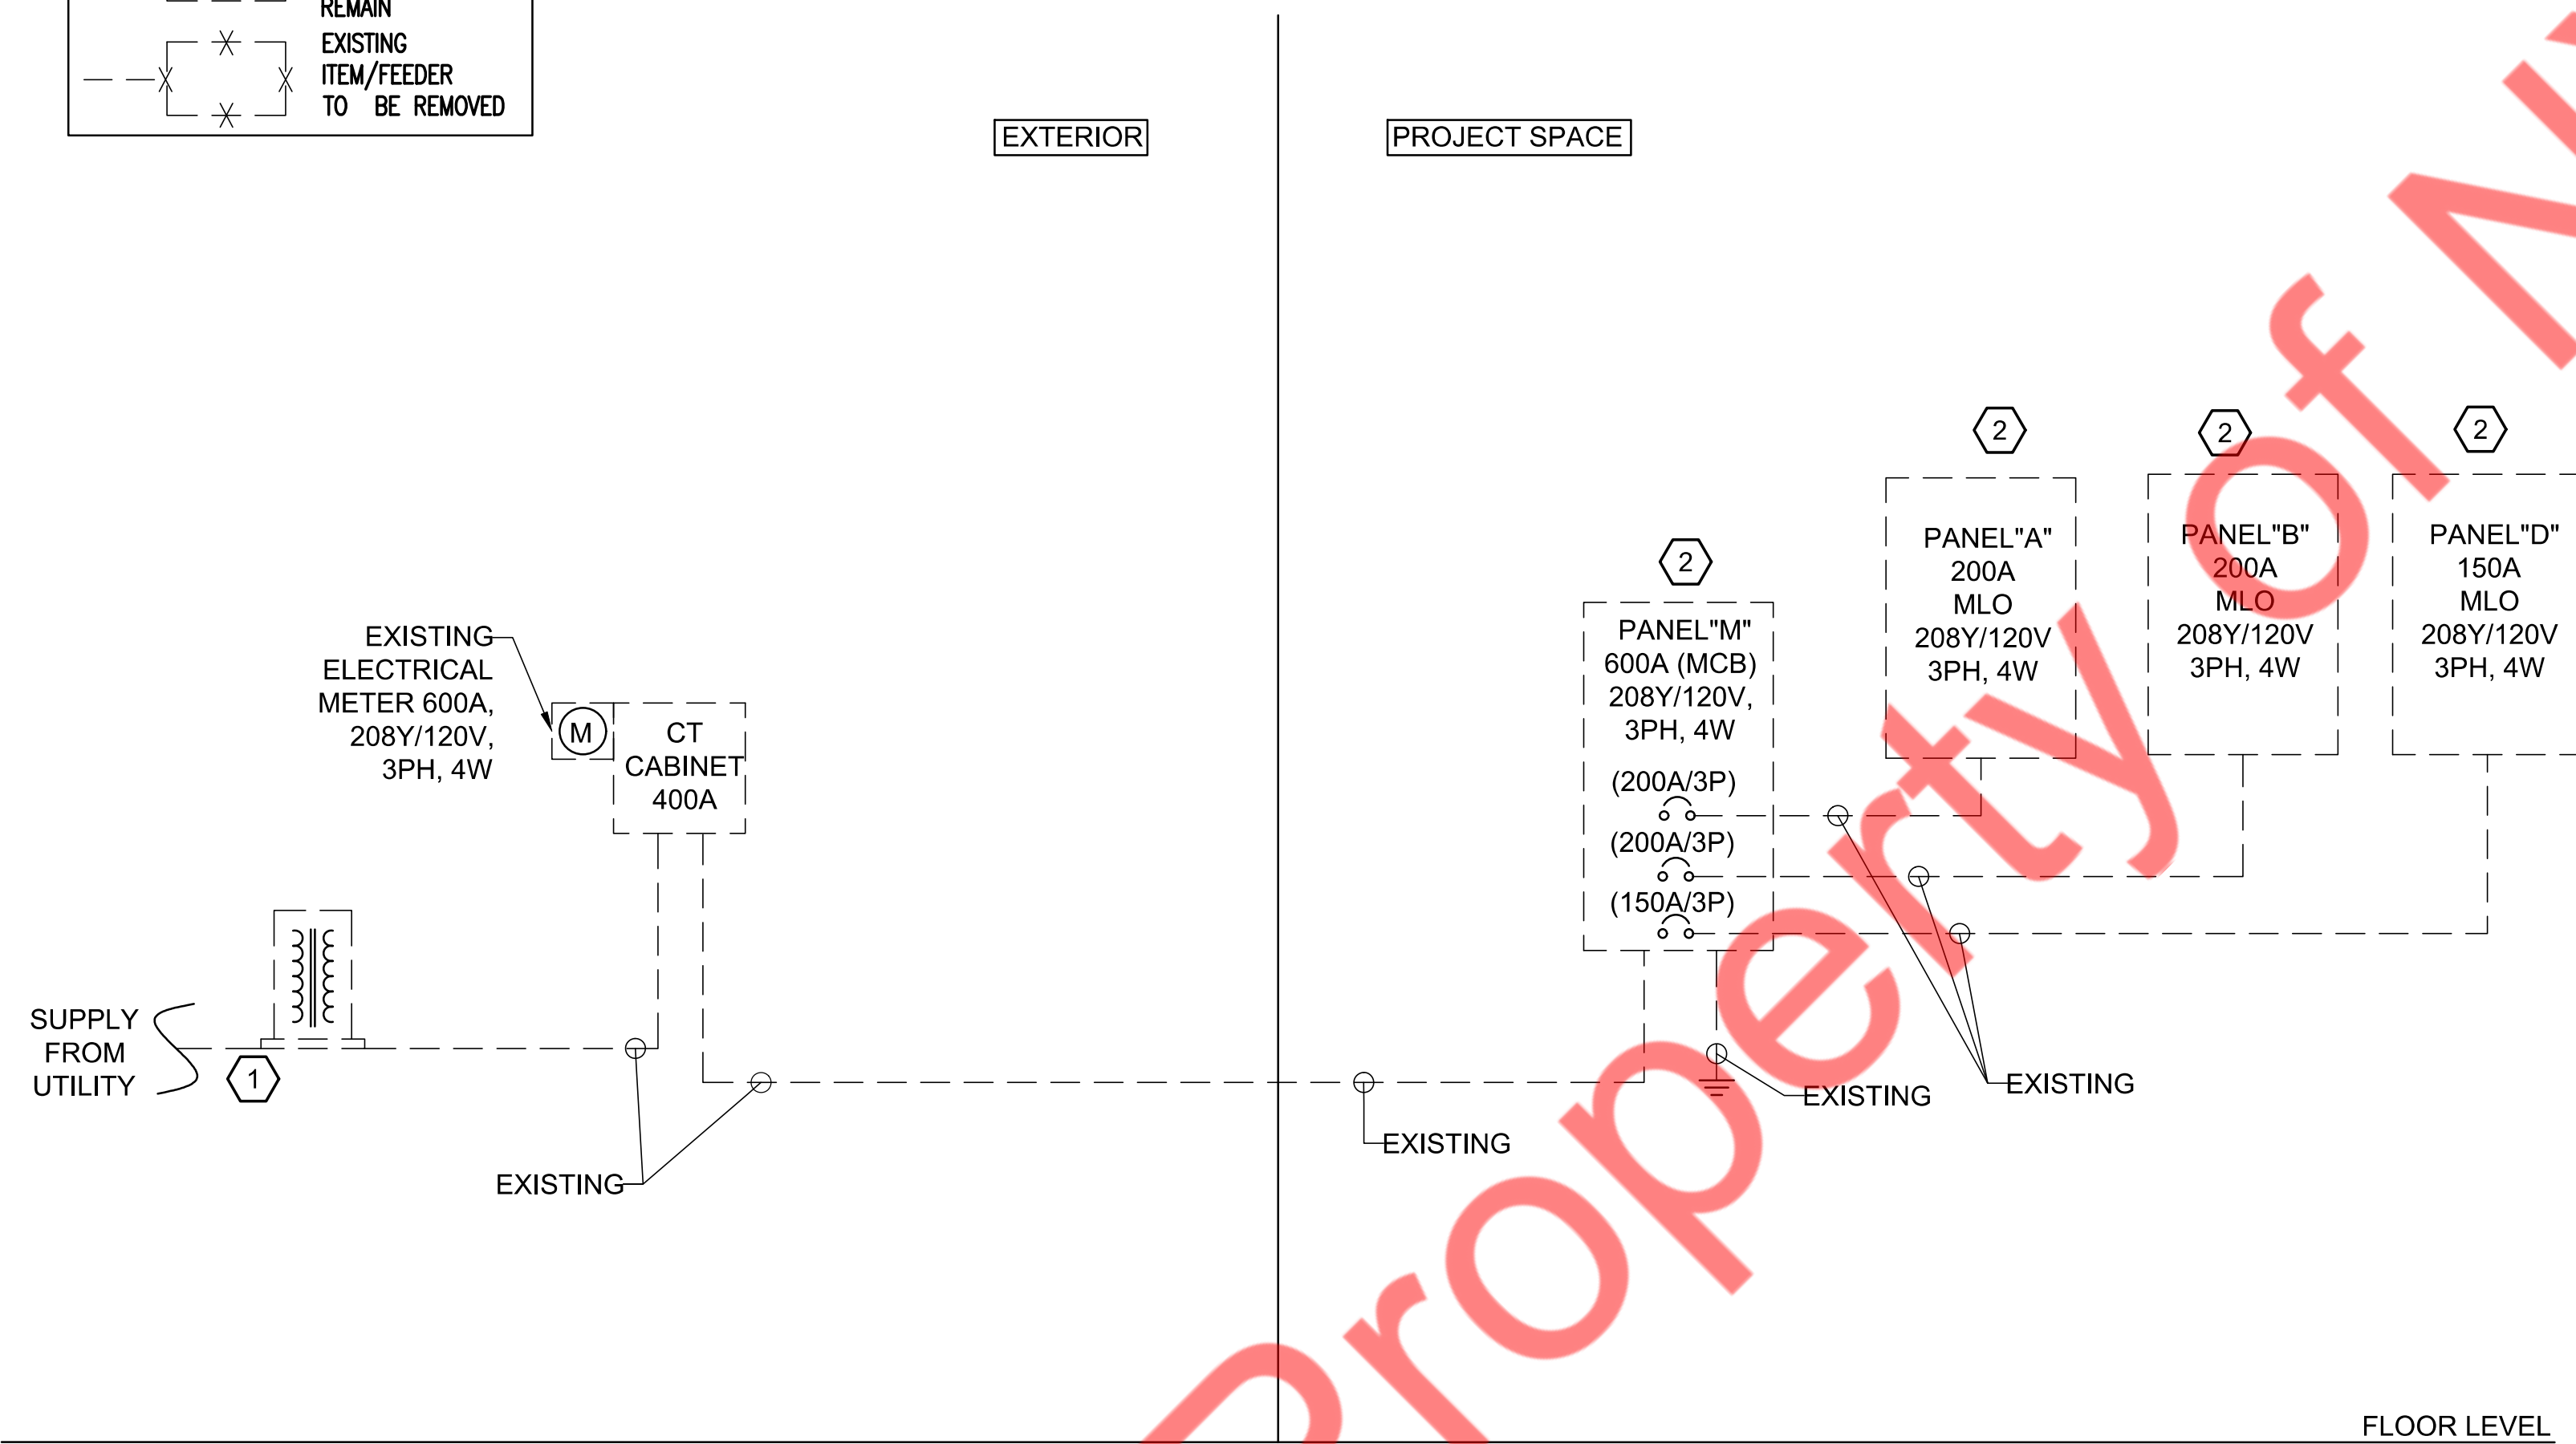 REMAIN
EXISTING
ITEM/FEEDER
TO BE REMOVED
EXTERIOR
PROJECT SPACE
EXISTING
ELECTRICAL
METER 600A,
208Y/120V,
3PH, 4W
M
CT
CABINET
400A
SUPPLY
FROM
UTILITY
1
EXISTING
2
PANEL"M"
600A (MCB)
208Y/120V,
3PH, 4W
(200A/3P)
(200A/3P)
(150A/3P)
2
PANEL"A"
200A
MLO
208Y/120V
3PH, 4W
2
PANEL"B"
200A
MLO
208Y/120V
3PH, 4W
2
PANEL"D"
150A
MLO
208Y/120V
3PH, 4W
EXISTING
EXISTING
EXISTING
FLOOR LEVEL
Property of